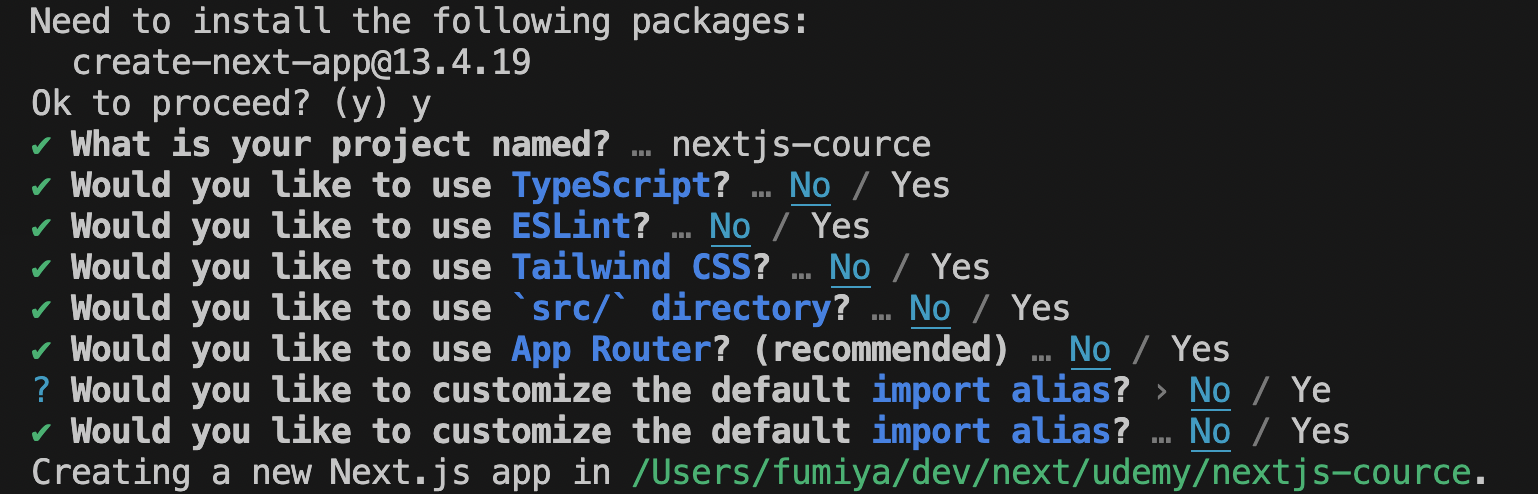 Need to install the following packages:
  create-next-app@13.4.19
Ok to proceed? (y) y
✔ What is your project named? … nextjs-cource
✔ Would you like to use TypeScript? … No / Yes
✔ Would you like to use ESLint? … No / Yes
✔ Would you like to use Tailwind CSS? … No / Yes
✔ Would you like to use `src/` directory? … No / Yes
✔ Would you like to use App Router? (recommended) … No / Yes
? Would you like to customize the default import alias? › No / Ye
✔ Would you like to customize the default import alias? … No / Yes
Creating a new Next.js app in /Users/fumiya/dev/next/udemy/nextjs-cource.